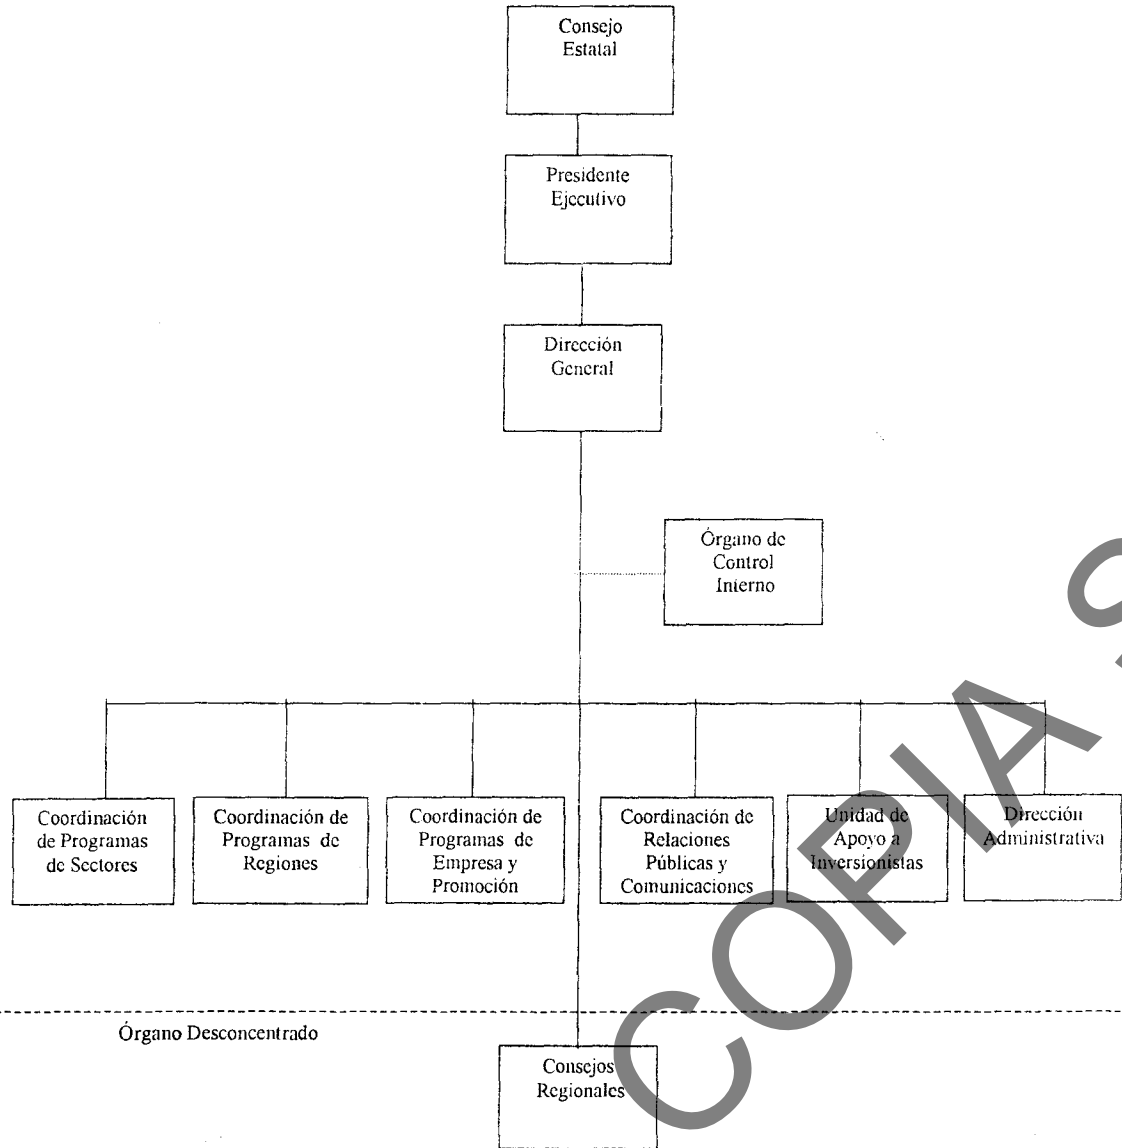 Consejo
Estatal
Presidente
Ejecutivo
Dirección
General
Órgano de
Control
Interno
Coordinación
de Programas
de Sectores
Coordinación de
Programas de
Regiones
Coordinación de
Programas de
Empresa y
Promoción
Coordinación de
Relaciones
Públicas y
Comunicaciones
Unidad de
Apoyo a
Inversionistas
Dirección
Administrativa
Órgano Desconcentrado
Consejos
Regionales
COPIA S